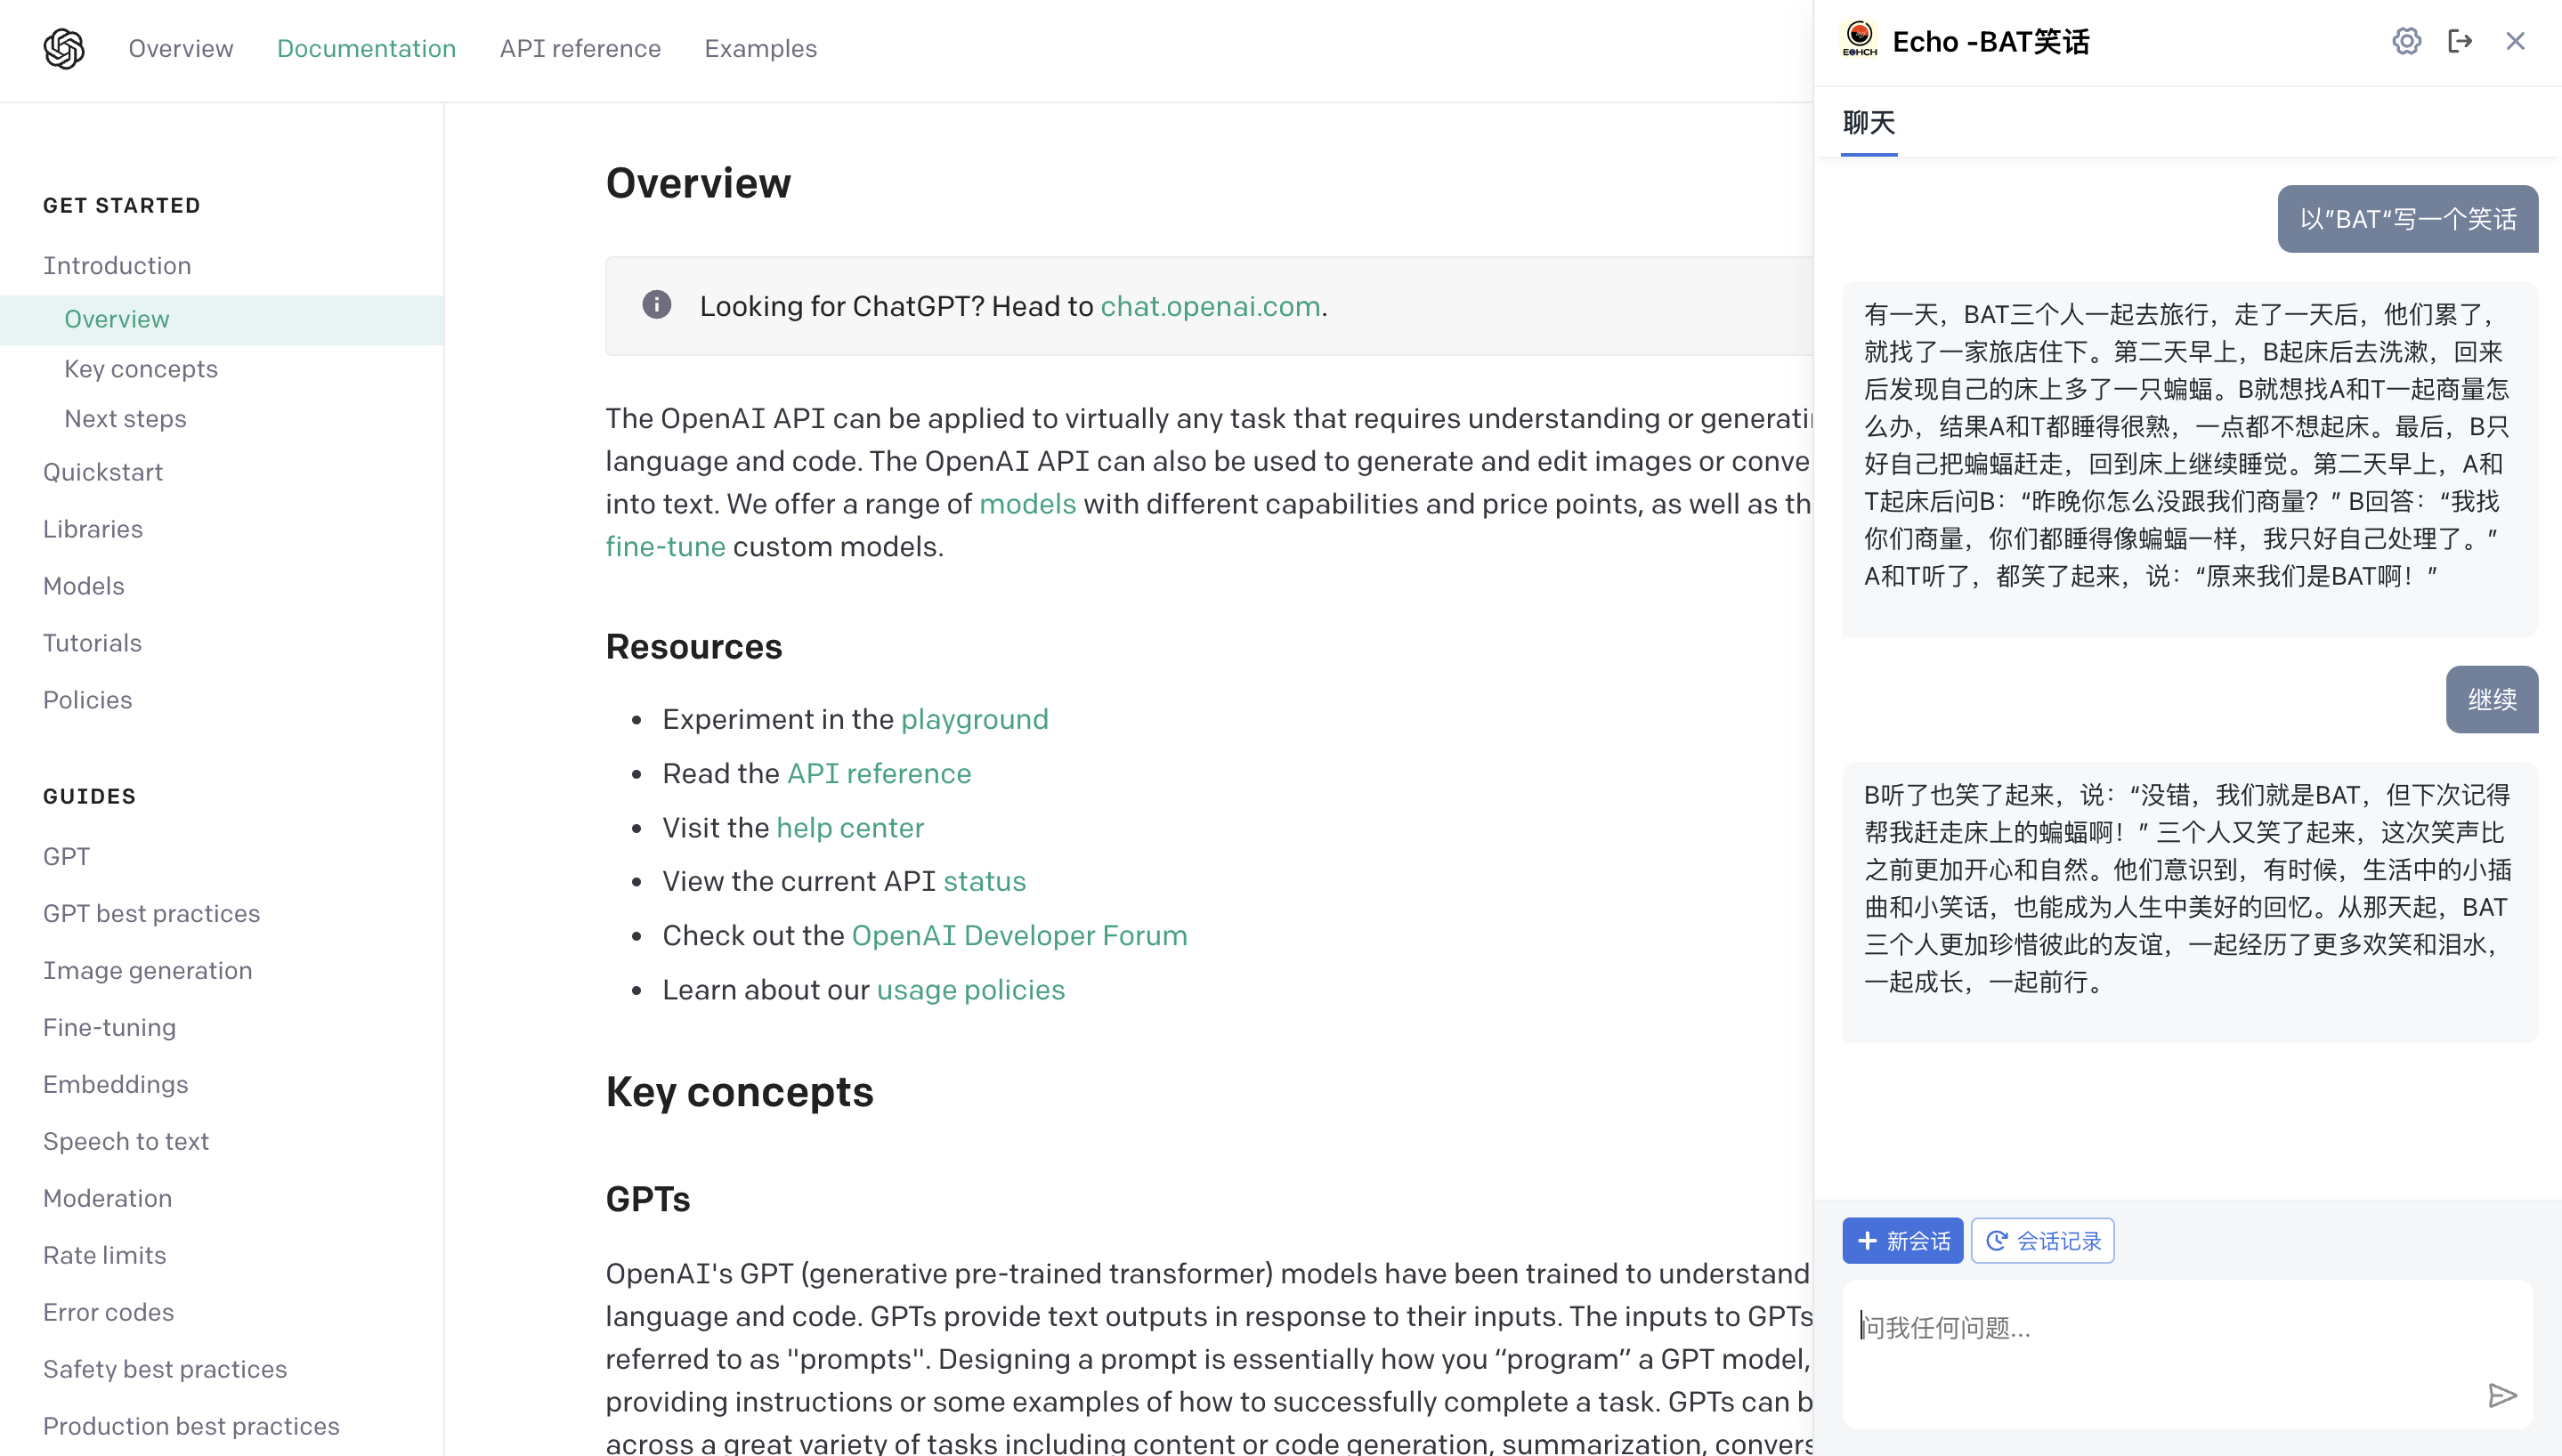 Overview
Documentation
API reference
Examples
GET STARTED
Introduction
Overview
Key concepts
Next steps
Quickstart
Libraries
Models
Tutorials
Policies
GUIDES
GPT
GPT best practices
Image generation
Fine-tuning
Embeddings
Speech to text
Moderation
Rate limits
Error codes
Safety best practices
Production best practices
Overview
Looking for ChatGPT? Head to chat.openai.com.
The OpenAI API can be applied to virtually any task that requires understanding or generati
language and code. The OpenAI API can also be used to generate and edit images or conve
into text. We offer a range of models with different capabilities and price points, as well as th
fine-tune custom models.
Resources
• Experiment in the playground
• Read the API reference
• Visit the help center
• View the current API status
• Check out the OpenAI Developer Forum
• Learn about our usage policies
Key concepts
GPTs
OpenAI's GPT (generative pre-trained transformer) models have been trained to understand
language and code. GPTs provide text outputs in response to their inputs. The inputs to GPTs
referred to as "prompts". Designing a prompt is essentially how you “program” a GPT model,
providing instructions or some examples of how to successfully complete a task. GPTs can b
across a great variety of tasks including content or code generation, summarization, convers
EOHCH
Echo -BAT笑话
聊天
以”BAT“写一个笑话
有一天，BAT三个人一起去旅行，走了一天后，他们累了，
就找了一家旅店住下。第二天早上，B起床后去洗漱，回来
后发现自己的床上多了一只蝙蝠。B就想找A和T一起商量怎
么办，结果A和T都睡得很熟，一点都不想起床。最后，B只
好自己把蝙蝠赶走，回到床上继续睡觉。第二天早上，A和
T起床后问B：“昨晚你怎么没跟我们商量？” B回答：“我找
你们商量，你们都睡得像蝙蝠一样，我只好自己处理了。”
A和T听了，都笑了起来，说：“原来我们是BAT啊！”
继续
B听了也笑了起来，说：“没错，我们就是BAT，但下次记得
帮我赶走床上的蝙蝠啊！” 三个人又笑了起来，这次笑声比
之前更加开心和自然。他们意识到，有时候，生活中的小插
曲和小笑话，也能成为人生中美好的回忆。从那天起，BAT
三个人更加珍惜彼此的友谊，一起经历了更多欢笑和泪水，
一起成长，一起前行。
新会话
会话记录
问我任何问题...